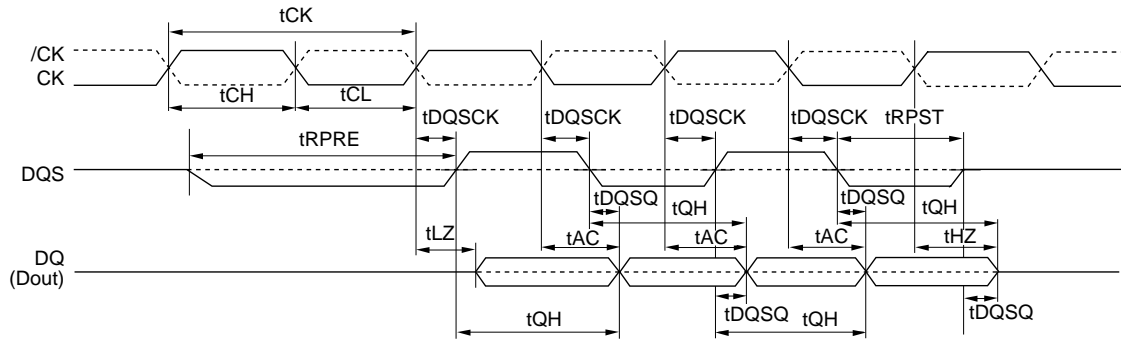 tCK
/CK
CK
tCH
tCL
tDQSCK
tDQSCK
tDQSCK
tDQSCK
tRPST
tRPRE
DQS
tDQSQ
tQH
tDQSQ
tQH
tLZ
tAC
tAC
tAC
tHZ
DQ
(Dout)
tDQSQ
tDQSQ
tQH
tQH